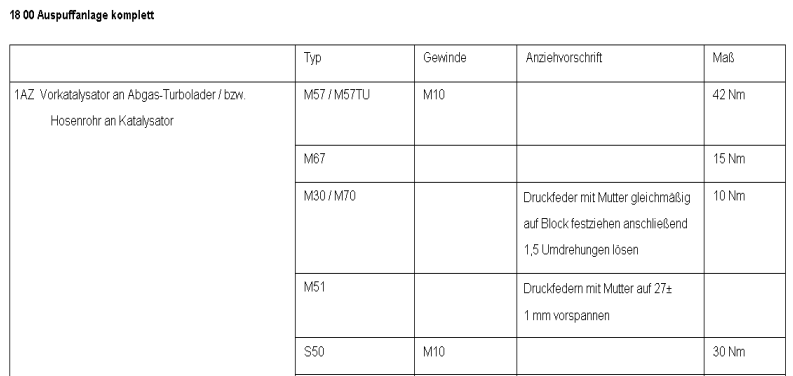 18 00 Auspuffanlage komplett
Typ Gewinde Anziehvorschrift Maß
1AZ Vorkatalysator an Abgas-Turbolader / bzw. M57 / M57TU M10 42 Nm
Hosenrohr an Katalysator
M67 15 Nm
M30 / M70 Druckfeder mit Mutter gleichmäßig 10 Nm
auf Block festziehen anschließend
1,5 Umdrehungen lösen
M51 Druckfedern mit Mutter auf 27±
1 mm vorspannen
S50 M10 30 Nm